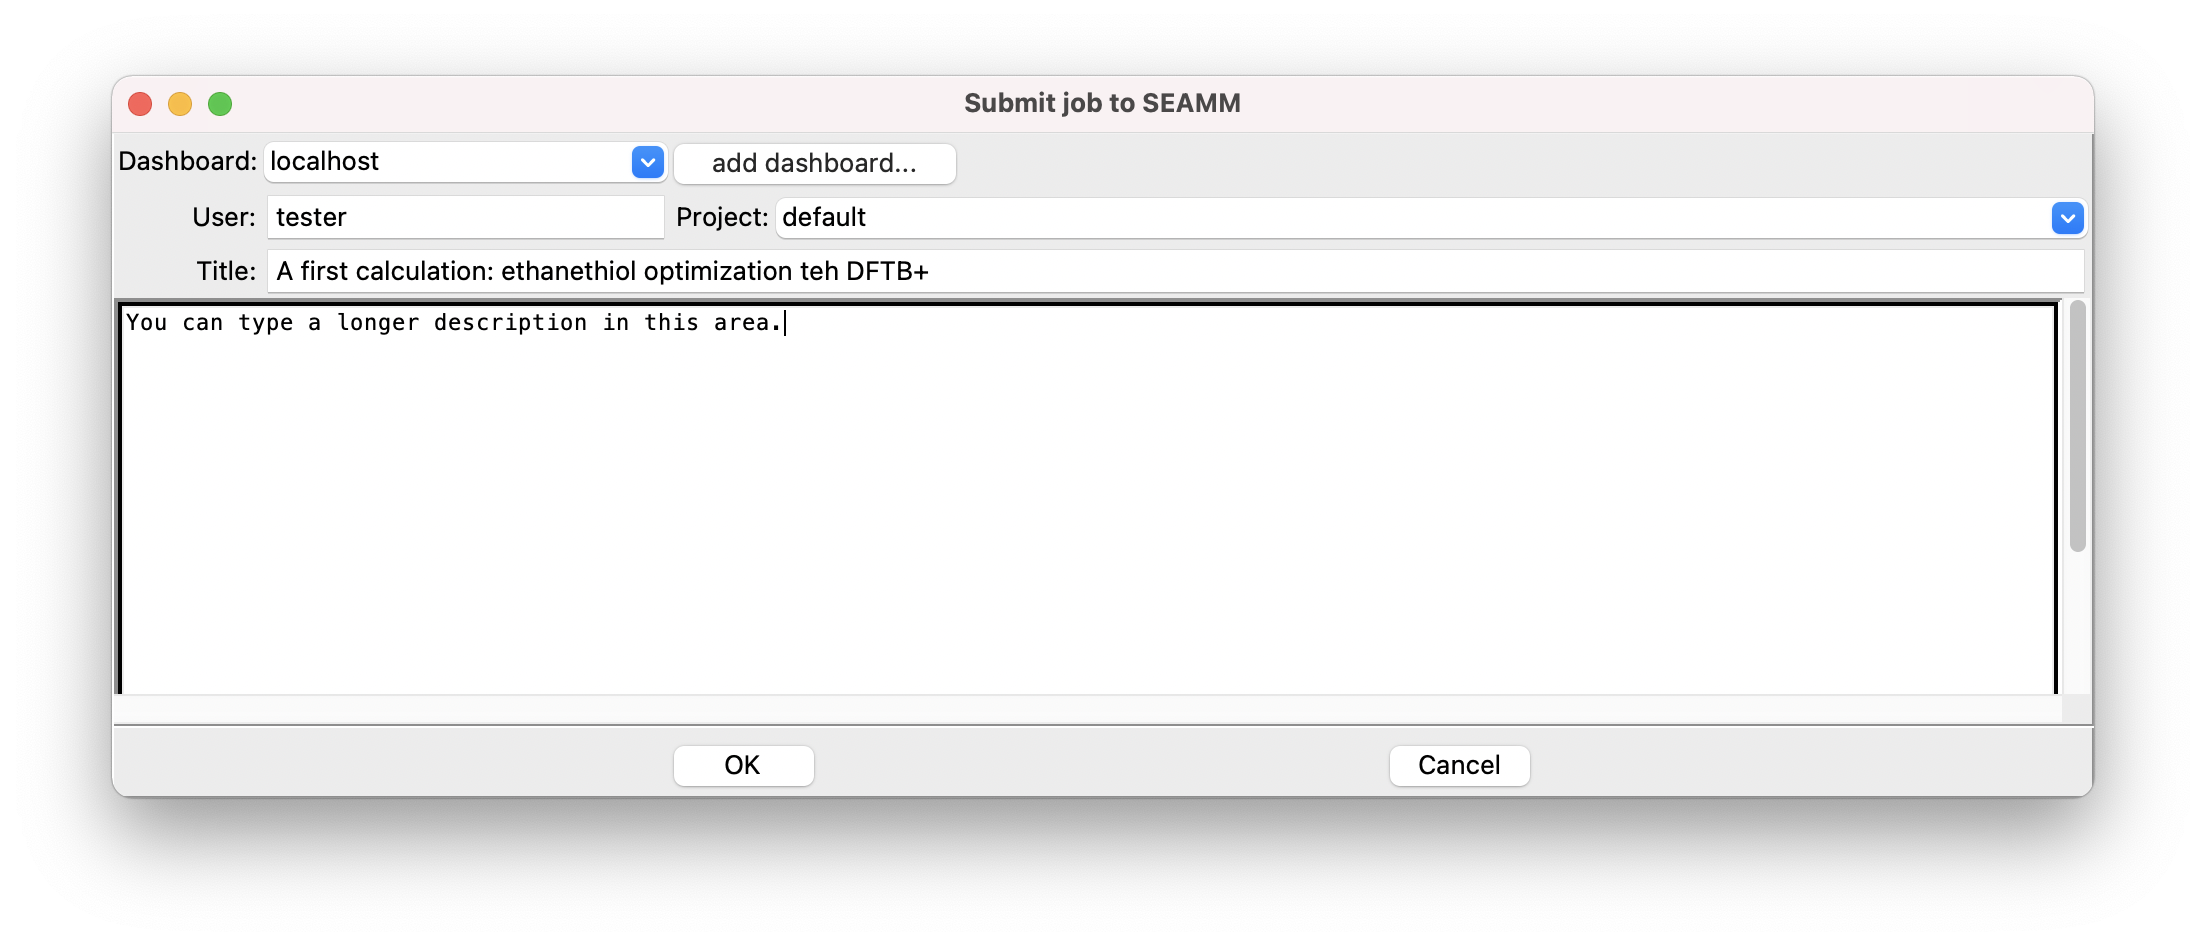 Submit job to SEAMM
Dashboard: localhost add dashboard...
User: tester Project: default
Title: A first calculation: ethanethiol optimization teh DFTB+
You can type a longer description in this area.
OK Cancel